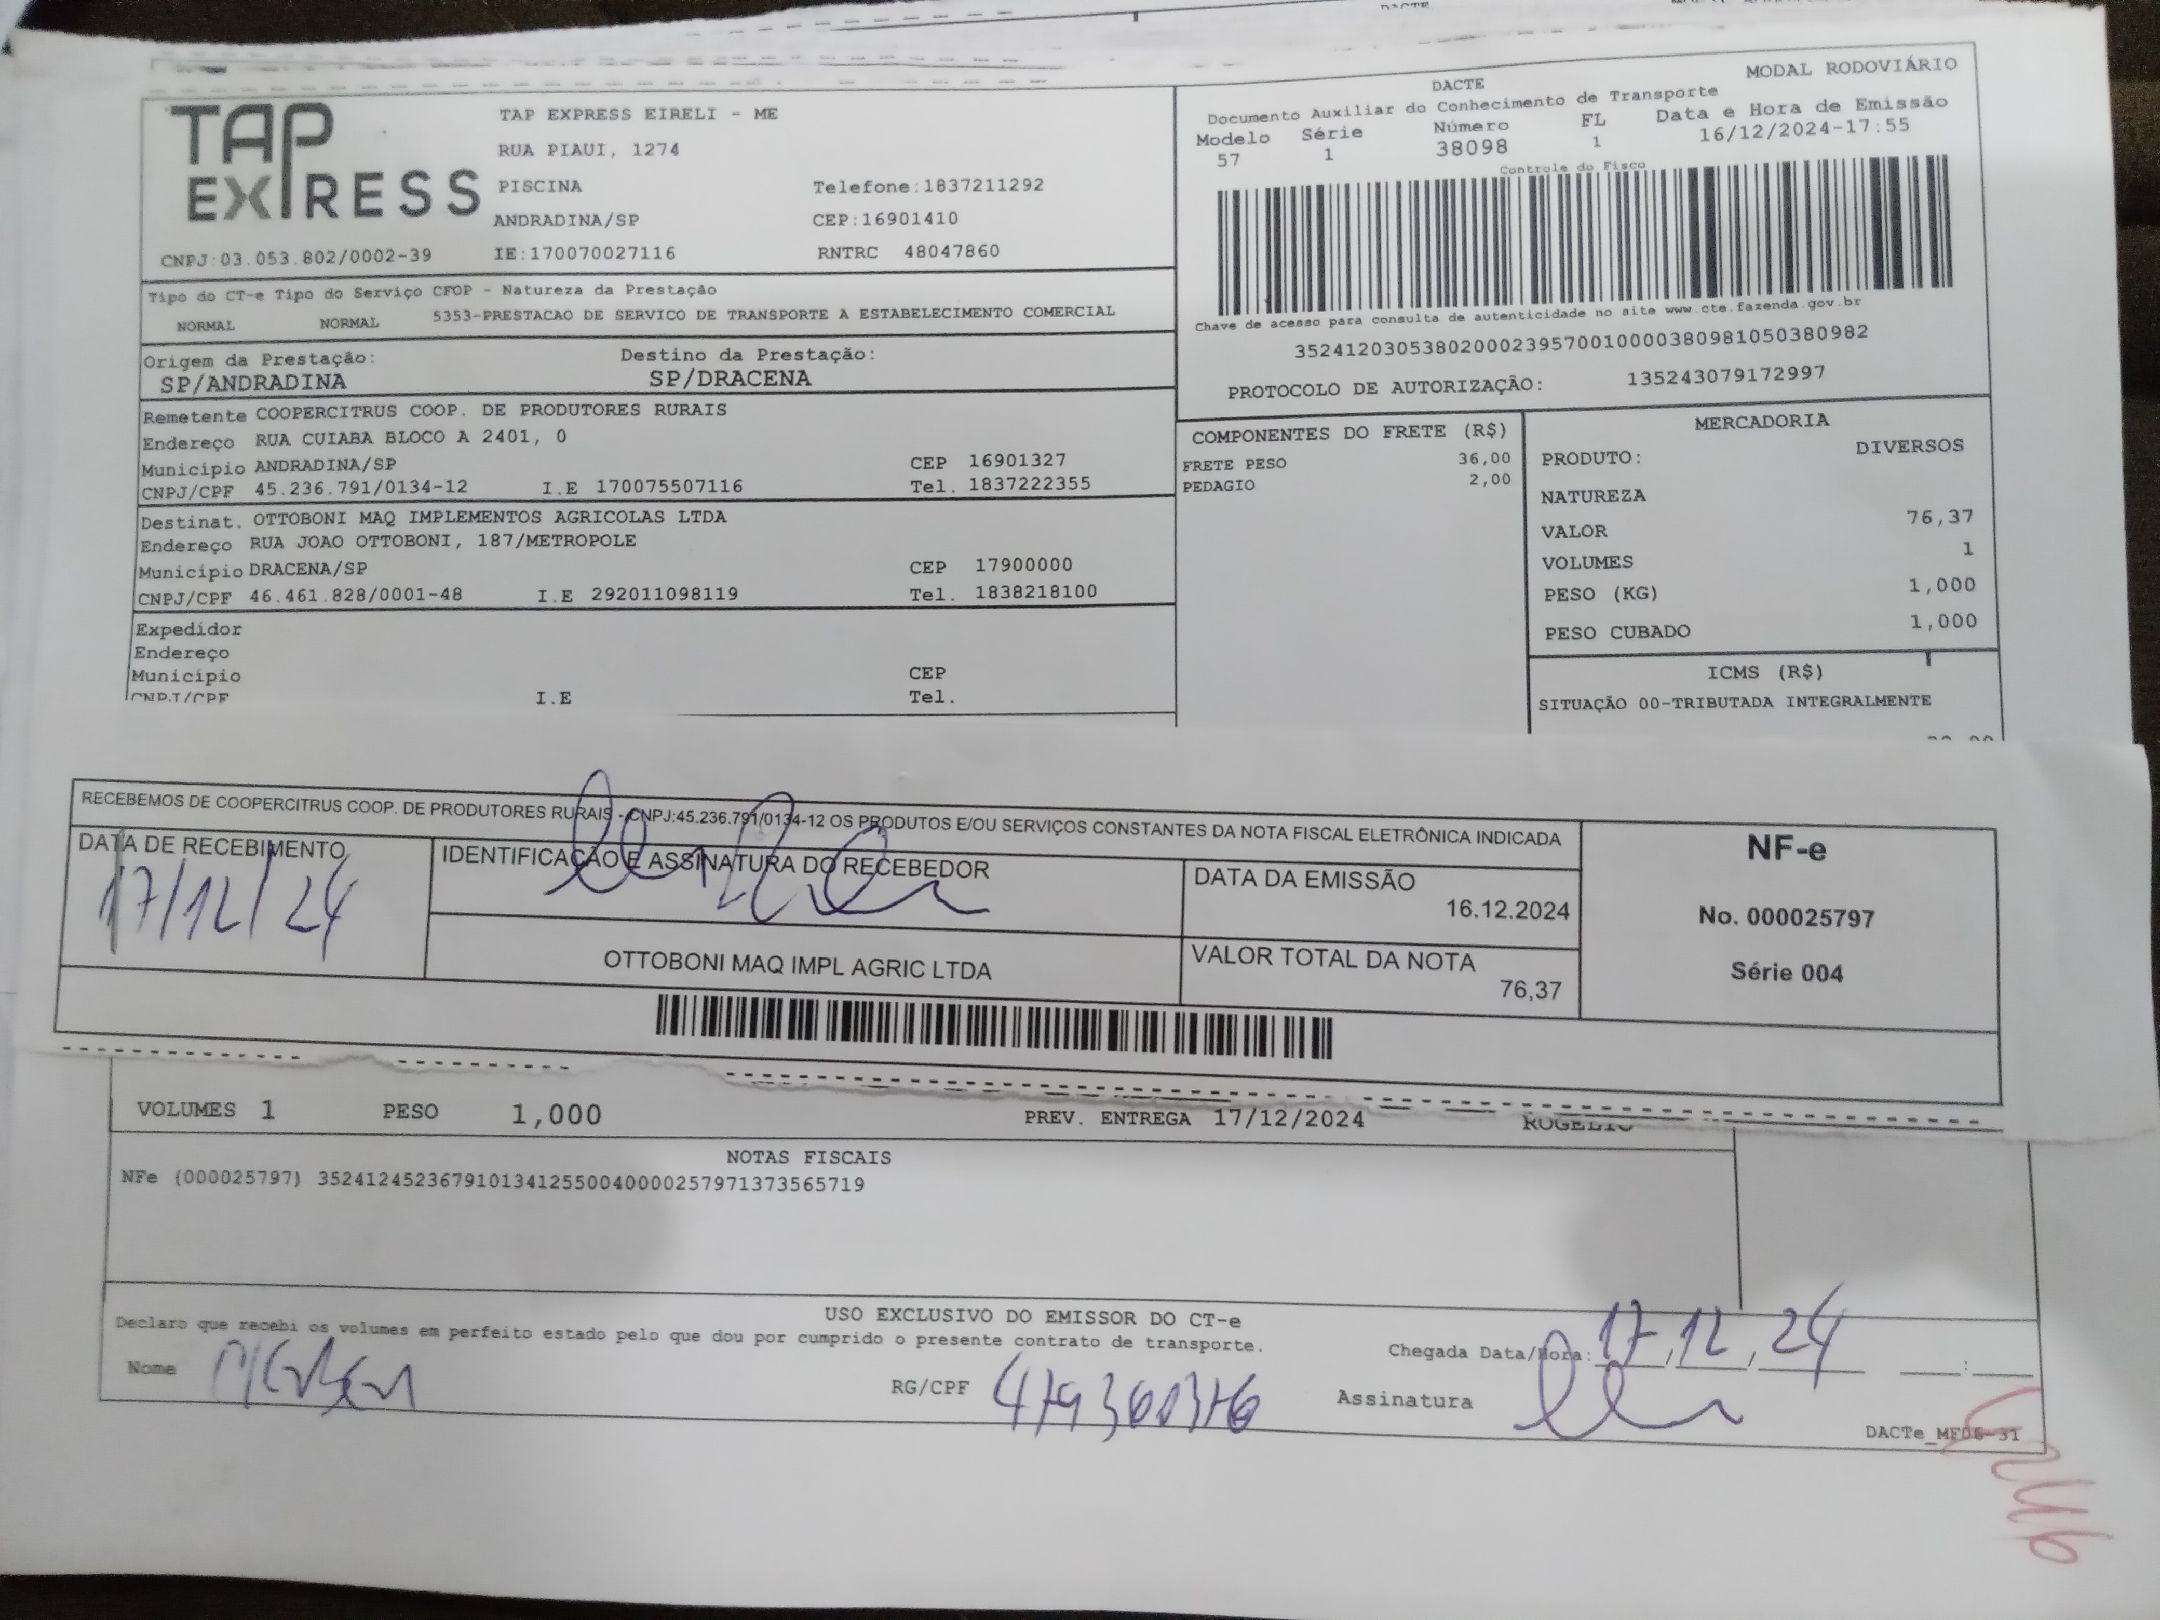 TAP EXPRESS
TAP EXPRESS EIRELI - ME
RUA PIAUI, 1274
PISCINA Telefone:1837211292
ANDRADINA/SP CEP:16901410
CNPJ:03.053.802/0002-39 IE:170070027116 RNTRC 48047860
DACTE MODAL RODOVIÁRIO
Documento Auxiliar do Conhecimento de Transporte
Modelo Série Número FL Data e Hora de Emissão
57 1 38098 1 16/12/2024-17:55
Controle do Fisco
Chave de acesso para consulta de autenticidade no site www.cte.fazenda.gov.br
35241203053802000239570010000380981050380982
PROTOCOLO DE AUTORIZAÇÃO: 135243079172997
Tipo do CT-e Tipo do Serviço CFOP - Natureza da Prestação
NORMAL NORMAL 5353-PRESTACAO DE SERVICO DE TRANSPORTE A ESTABELECIMENTO COMERCIAL
Origem da Prestação: Destino da Prestação:
SP/ANDRADINA SP/DRACENA
Remetente COOPERCITRUS COOP. DE PRODUTORES RURAIS
Endereço RUA CUIABA BLOCO A 2401, 0
Município ANDRADINA/SP CEP 16901327
CNPJ/CPF 45.236.791/0134-12 I.E 170075507116 Tel. 1837222355
Destinat. OTTOBONI MAQ IMPLEMENTOS AGRICOLAS LTDA
Endereço RUA JOAO OTTOBONI, 187/METROPOLE
Município DRACENA/SP CEP 17900000
CNPJ/CPF 46.461.828/0001-48 I.E 292011098119 Tel. 1838218100
Expedidor
Endereço
Município CEP
CNPJ/CPF I.E Tel.
COMPONENTES DO FRETE (R$)
FRETE PESO 36,00
PEDAGIO 2,00
MERCADORIA
PRODUTO: DIVERSOS
NATUREZA
VALOR 76,37
VOLUMES 1
PESO (KG) 1,000
PESO CUBADO 1,000
ICMS (R$)
SITUAÇÃO 00-TRIBUTADA INTEGRALMENTE
RECEBEMOS DE COOPERCITRUS COOP. DE PRODUTORES RURAIS - CNPJ:45.236.791/0134-12 OS PRODUTOS E/OU SERVIÇOS CONSTANTES DA NOTA FISCAL ELETRÔNICA INDICADA
DATA DE RECEBIMENTO
17/12/24
IDENTIFICAÇÃO E ASSINATURA DO RECEBEDOR
OTTOBONI MAQ IMPL AGRIC LTDA
DATA DA EMISSÃO
16.12.2024
VALOR TOTAL DA NOTA
76,37
NF-e
No. 000025797
Série 004
VOLUMES 1 PESO 1,000 PREV. ENTREGA 17/12/2024 ROGELIO
NOTAS FISCAIS
NFe (000025797) 35241245236791013412550040000257971373565719
USO EXCLUSIVO DO EMISSOR DO CT-e
Declaro que recebi os volumes em perfeito estado pelo que dou por cumprido o presente contrato de transporte.
Chegada Data/Hora: 17,12,24 :
Nome RG/CPF Assinatura
DACTe_MF06-31